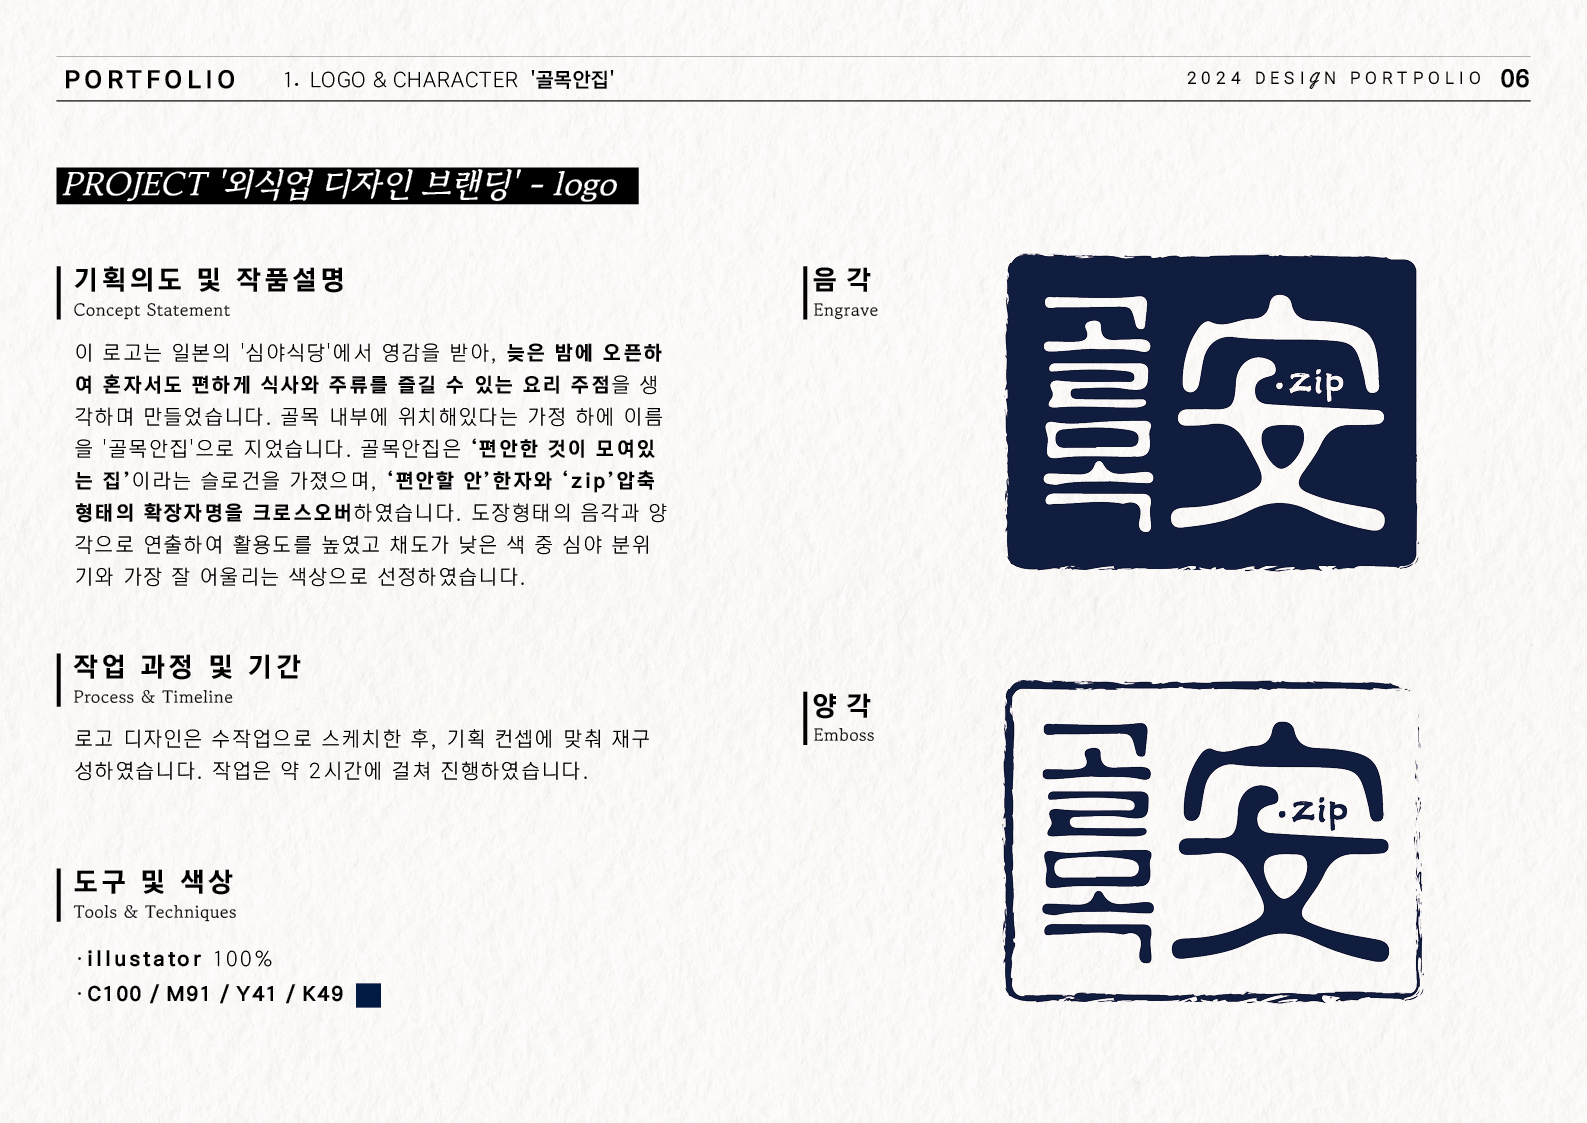 PORTFOLIO 1. LOGO & CHARACTER '골목안집' 2024 DESIGN PORTPOLIO 06
PROJECT '외식업 디자인 브랜딩' - logo
기획의도 및 작품설명
Concept Statement
이 로고는 일본의 '심야식당'에서 영감을 받아, 늦은 밤에 오픈하
여 혼자서도 편하게 식사와 주류를 즐길 수 있는 요리 주점을 생
각하며 만들었습니다. 골목 내부에 위치해있다는 가정 하에 이름
을 '골목안집'으로 지었습니다. 골목안집은 ‘편안한 것이 모여있
는 집’이라는 슬로건을 가졌으며, ‘편안할 안’한자와 ‘zip’압축
형태의 확장자명을 크로스오버하였습니다. 도장형태의 음각과 양
각으로 연출하여 활용도를 높였고 채도가 낮은 색 중 심야 분위
기와 가장 잘 어울리는 색상으로 선정하였습니다.
작업 과정 및 기간
Process & Timeline
로고 디자인은 수작업으로 스케치한 후, 기획 컨셉에 맞춰 재구
성하였습니다. 작업은 약 2시간에 걸쳐 진행하였습니다.
도구 및 색상
Tools & Techniques
·illustator 100%
·C100 / M91 / Y41 / K49
음각
Engrave
골목 安 .zip
양각
Emboss
골목 安 .zip